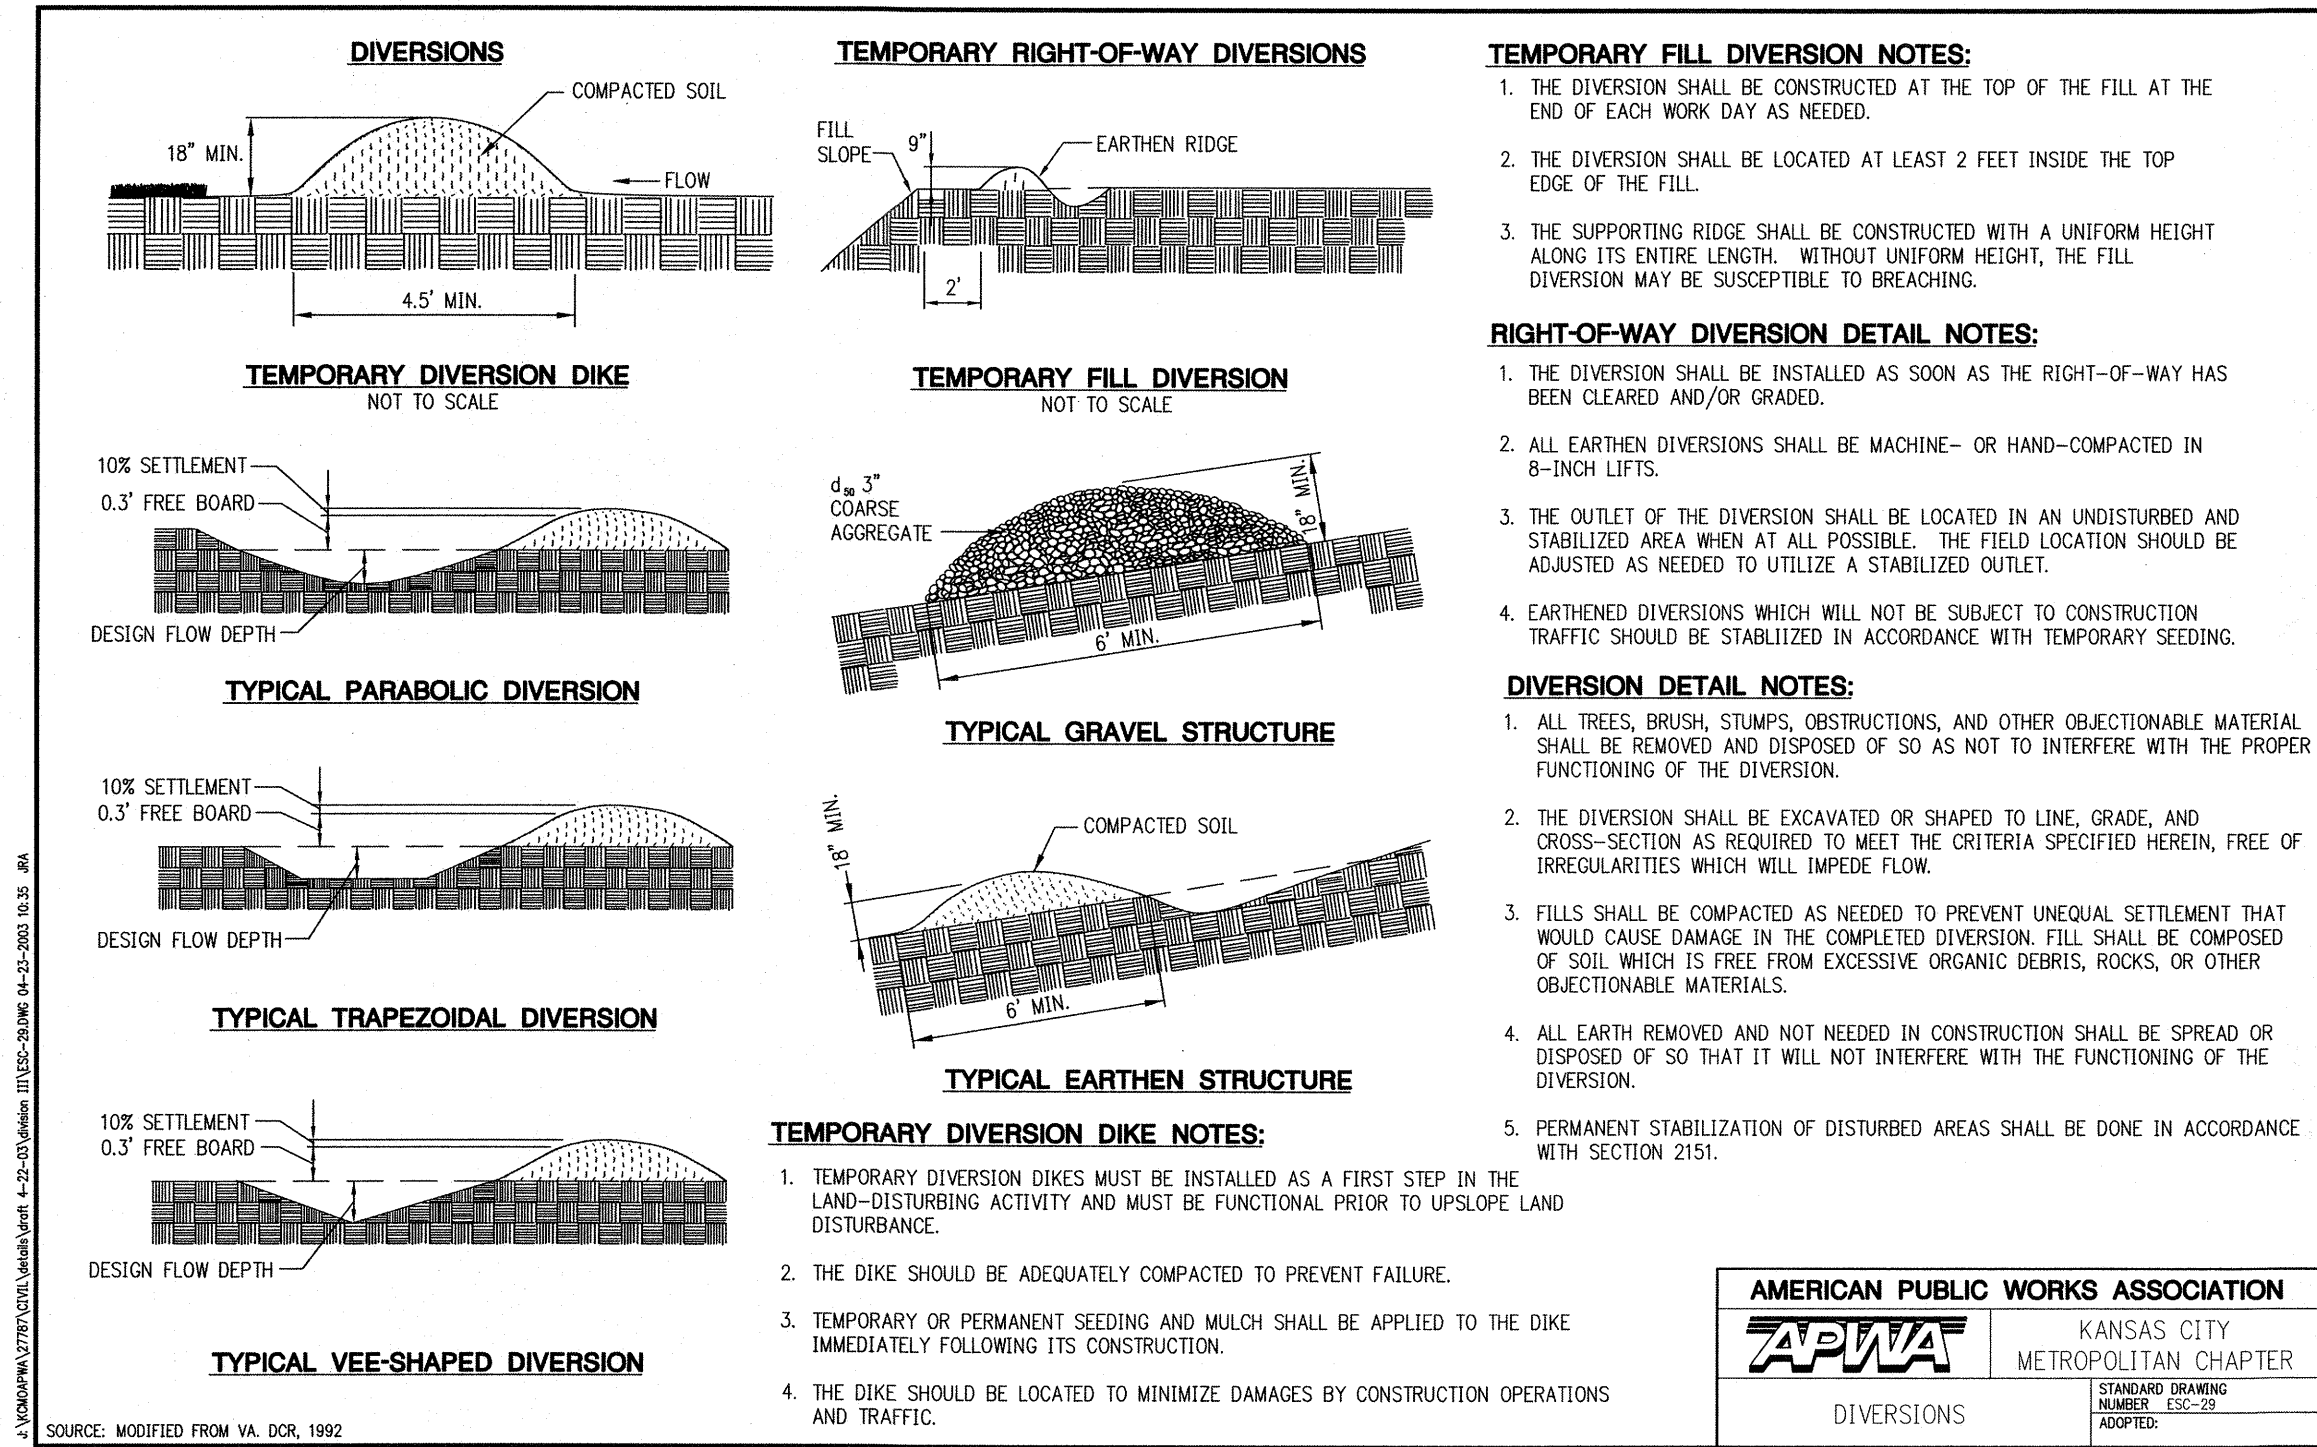 DIVERSIONS
COMPACTED SOIL
18" MIN.
FLOW
4.5' MIN.
TEMPORARY DIVERSION DIKE
NOT TO SCALE
10% SETTLEMENT
0.3' FREE BOARD
DESIGN FLOW DEPTH
TYPICAL PARABOLIC DIVERSION
10% SETTLEMENT
0.3' FREE BOARD
DESIGN FLOW DEPTH
TYPICAL TRAPEZOIDAL DIVERSION
10% SETTLEMENT
0.3' FREE BOARD
DESIGN FLOW DEPTH
TYPICAL VEE-SHAPED DIVERSION
SOURCE: MODIFIED FROM VA. DCR, 1992
J:\KCMOAPWA\27787\CIVIL\details\draft 4-22-03\division III\ESC-29.DWG 04-23-2003 10:35 JRA
TEMPORARY RIGHT-OF-WAY DIVERSIONS
FILL
SLOPE
9"
EARTHEN RIDGE
2'
TEMPORARY FILL DIVERSION
NOT TO SCALE
d50 3"
COARSE
AGGREGATE
18" MIN.
6' MIN.
TYPICAL GRAVEL STRUCTURE
18" MIN.
COMPACTED SOIL
6' MIN.
TYPICAL EARTHEN STRUCTURE
TEMPORARY DIVERSION DIKE NOTES:
1. TEMPORARY DIVERSION DIKES MUST BE INSTALLED AS A FIRST STEP IN THE
LAND-DISTURBING ACTIVITY AND MUST BE FUNCTIONAL PRIOR TO UPSLOPE LAND
DISTURBANCE.
2. THE DIKE SHOULD BE ADEQUATELY COMPACTED TO PREVENT FAILURE.
3. TEMPORARY OR PERMANENT SEEDING AND MULCH SHALL BE APPLIED TO THE DIKE
IMMEDIATELY FOLLOWING ITS CONSTRUCTION.
4. THE DIKE SHOULD BE LOCATED TO MINIMIZE DAMAGES BY CONSTRUCTION OPERATIONS
AND TRAFFIC.
TEMPORARY FILL DIVERSION NOTES:
1. THE DIVERSION SHALL BE CONSTRUCTED AT THE TOP OF THE FILL AT THE
END OF EACH WORK DAY AS NEEDED.
2. THE DIVERSION SHALL BE LOCATED AT LEAST 2 FEET INSIDE THE TOP
EDGE OF THE FILL.
3. THE SUPPORTING RIDGE SHALL BE CONSTRUCTED WITH A UNIFORM HEIGHT
ALONG ITS ENTIRE LENGTH. WITHOUT UNIFORM HEIGHT, THE FILL
DIVERSION MAY BE SUSCEPTIBLE TO BREACHING.
RIGHT-OF-WAY DIVERSION DETAIL NOTES:
1. THE DIVERSION SHALL BE INSTALLED AS SOON AS THE RIGHT-OF-WAY HAS
BEEN CLEARED AND/OR GRADED.
2. ALL EARTHEN DIVERSIONS SHALL BE MACHINE- OR HAND-COMPACTED IN
8-INCH LIFTS.
3. THE OUTLET OF THE DIVERSION SHALL BE LOCATED IN AN UNDISTURBED AND
STABILIZED AREA WHEN AT ALL POSSIBLE. THE FIELD LOCATION SHOULD BE
ADJUSTED AS NEEDED TO UTILIZE A STABILIZED OUTLET.
4. EARTHENED DIVERSIONS WHICH WILL NOT BE SUBJECT TO CONSTRUCTION
TRAFFIC SHOULD BE STABLIIZED IN ACCORDANCE WITH TEMPORARY SEEDING.
DIVERSION DETAIL NOTES:
1. ALL TREES, BRUSH, STUMPS, OBSTRUCTIONS, AND OTHER OBJECTIONABLE MATERIAL
SHALL BE REMOVED AND DISPOSED OF SO AS NOT TO INTERFERE WITH THE PROPER
FUNCTIONING OF THE DIVERSION.
2. THE DIVERSION SHALL BE EXCAVATED OR SHAPED TO LINE, GRADE, AND
CROSS-SECTION AS REQUIRED TO MEET THE CRITERIA SPECIFIED HEREIN, FREE OF
IRREGULARITIES WHICH WILL IMPEDE FLOW.
3. FILLS SHALL BE COMPACTED AS NEEDED TO PREVENT UNEQUAL SETTLEMENT THAT
WOULD CAUSE DAMAGE IN THE COMPLETED DIVERSION. FILL SHALL BE COMPOSED
OF SOIL WHICH IS FREE FROM EXCESSIVE ORGANIC DEBRIS, ROCKS, OR OTHER
OBJECTIONABLE MATERIALS.
4. ALL EARTH REMOVED AND NOT NEEDED IN CONSTRUCTION SHALL BE SPREAD OR
DISPOSED OF SO THAT IT WILL NOT INTERFERE WITH THE FUNCTIONING OF THE
DIVERSION.
5. PERMANENT STABILIZATION OF DISTURBED AREAS SHALL BE DONE IN ACCORDANCE
WITH SECTION 2151.
AMERICAN PUBLIC WORKS ASSOCIATION
APWA
KANSAS CITY
METROPOLITAN CHAPTER
DIVERSIONS
STANDARD DRAWING
NUMBER ESC-29
ADOPTED: